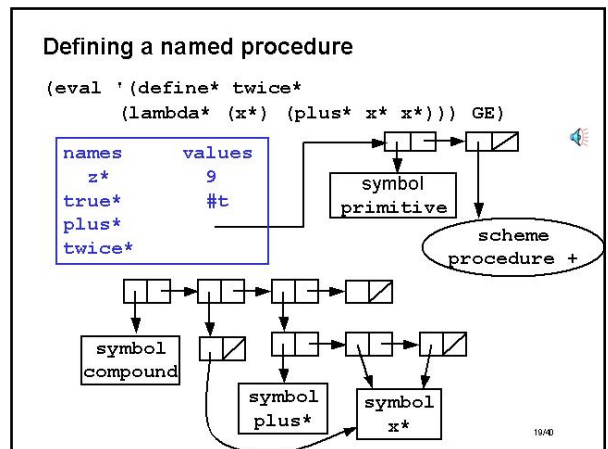 Defining a named procedure
(eval '(define* twice*
(lambda* (x*) (plus* x* x*))) GE)
names values
z* 9
true* #t
plus*
twice*
symbol
primitive
scheme
procedure +
symbol
compound
symbol
plus*
symbol
x*
19/40